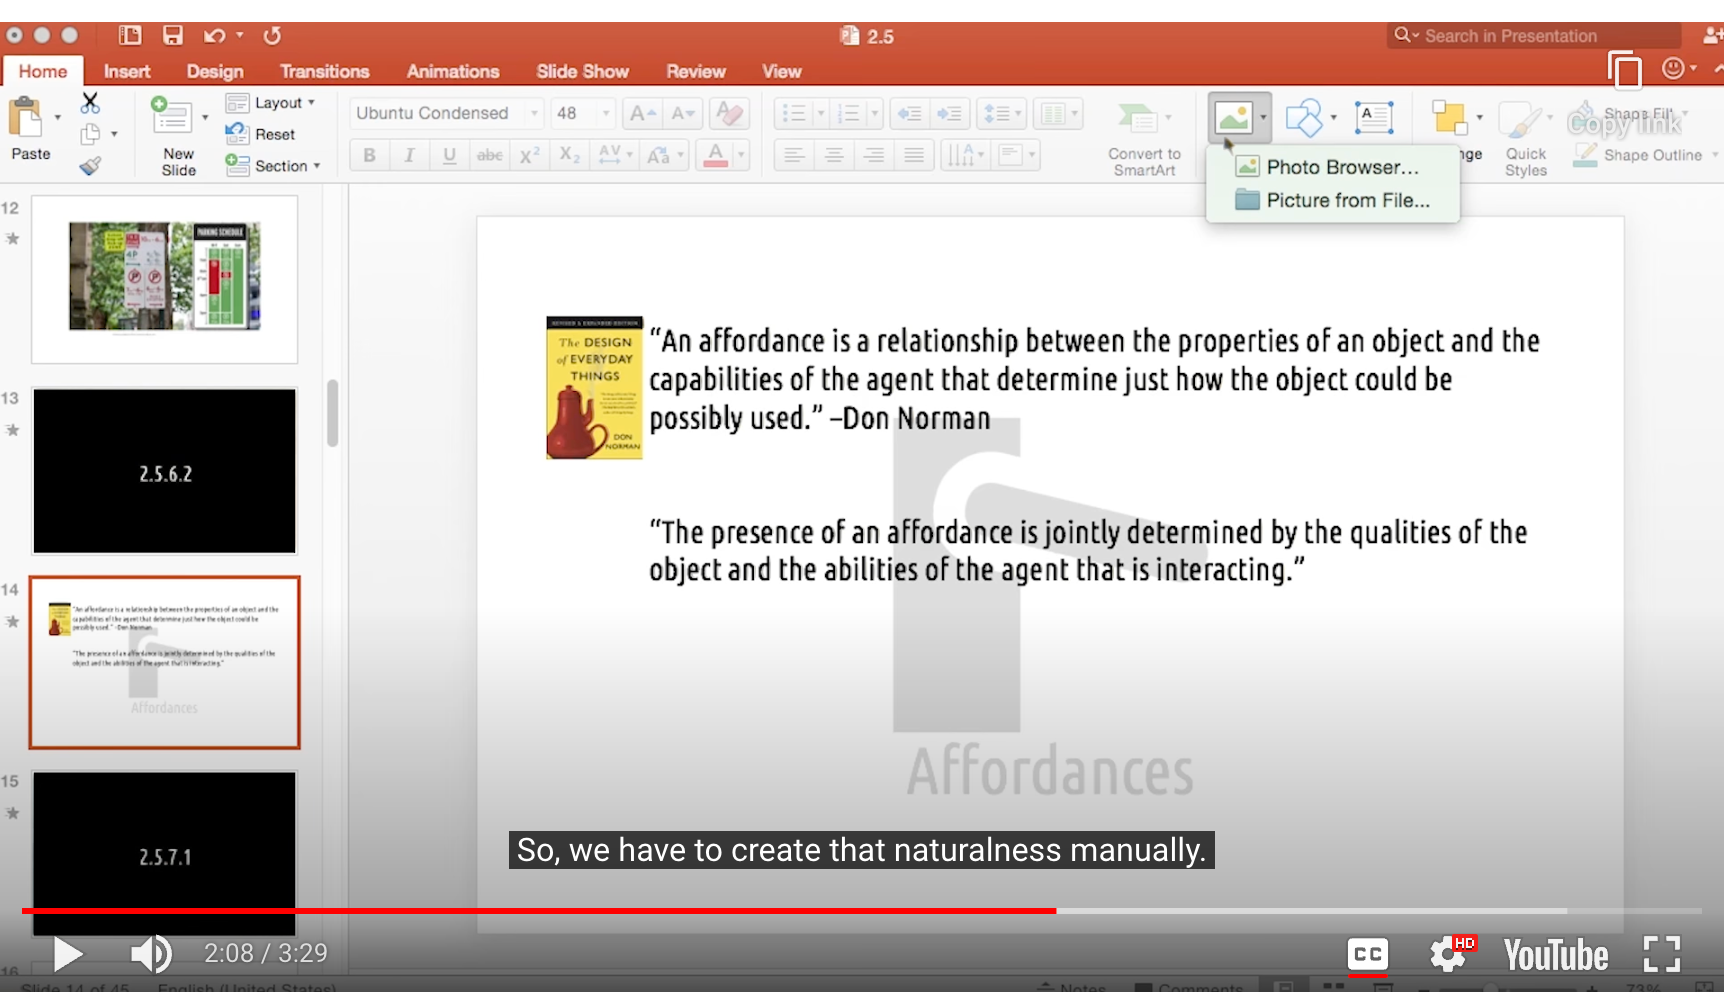 2.5
Search in Presentation
Home Insert Design Transitions Animations Slide Show Review View
Copy link
Paste
New
Slide
Layout
Reset
Section
Ubuntu Condensed 48
Convert to
SmartArt
Photo Browser...
Picture from File...
nge
Quick
Styles
Shape Fill
Shape Outline
12
PARKING SCHEDULE
13
2.5.6.2
14
"An affordance is a relationship between the properties of an object and the
capabilities of the agent that determine just how the object could be
possibly used." -Don Norman
"The presence of an affordance is jointly determined by the qualities of the
object and the abilities of the agent that is interacting."
Affordances
15
2.5.7.1
16
REVISED & EXPANDED EDITION
The DESIGN
of EVERYDAY
THINGS
DON
NORMAN
“An affordance is a relationship between the properties of an object and the
capabilities of the agent that determine just how the object could be
possibly used.” –Don Norman
“The presence of an affordance is jointly determined by the qualities of the
object and the abilities of the agent that is interacting.”
Affordances
So, we have to create that naturalness manually.
2:08 / 3:29
CC
HD
YouTube
Slide 14 of 45 English (United States)
Notes Comments 73%